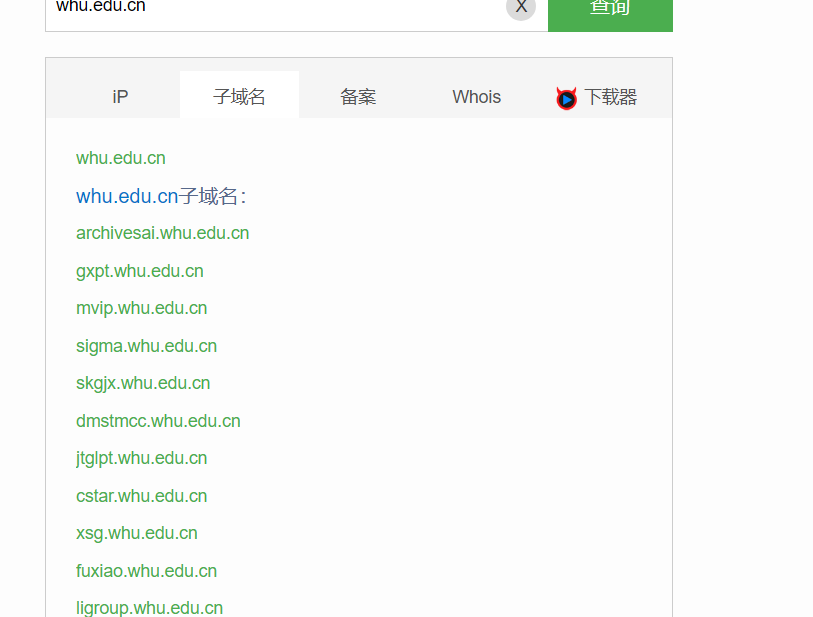 whu.edu.cn X 查询
iP 子域名 备案 Whois 下载器
whu.edu.cn
whu.edu.cn子域名：
archivesai.whu.edu.cn
gxpt.whu.edu.cn
mvip.whu.edu.cn
sigma.whu.edu.cn
skgjx.whu.edu.cn
dmstmcc.whu.edu.cn
jtglpt.whu.edu.cn
cstar.whu.edu.cn
xsg.whu.edu.cn
fuxiao.whu.edu.cn
ligroup.whu.edu.cn